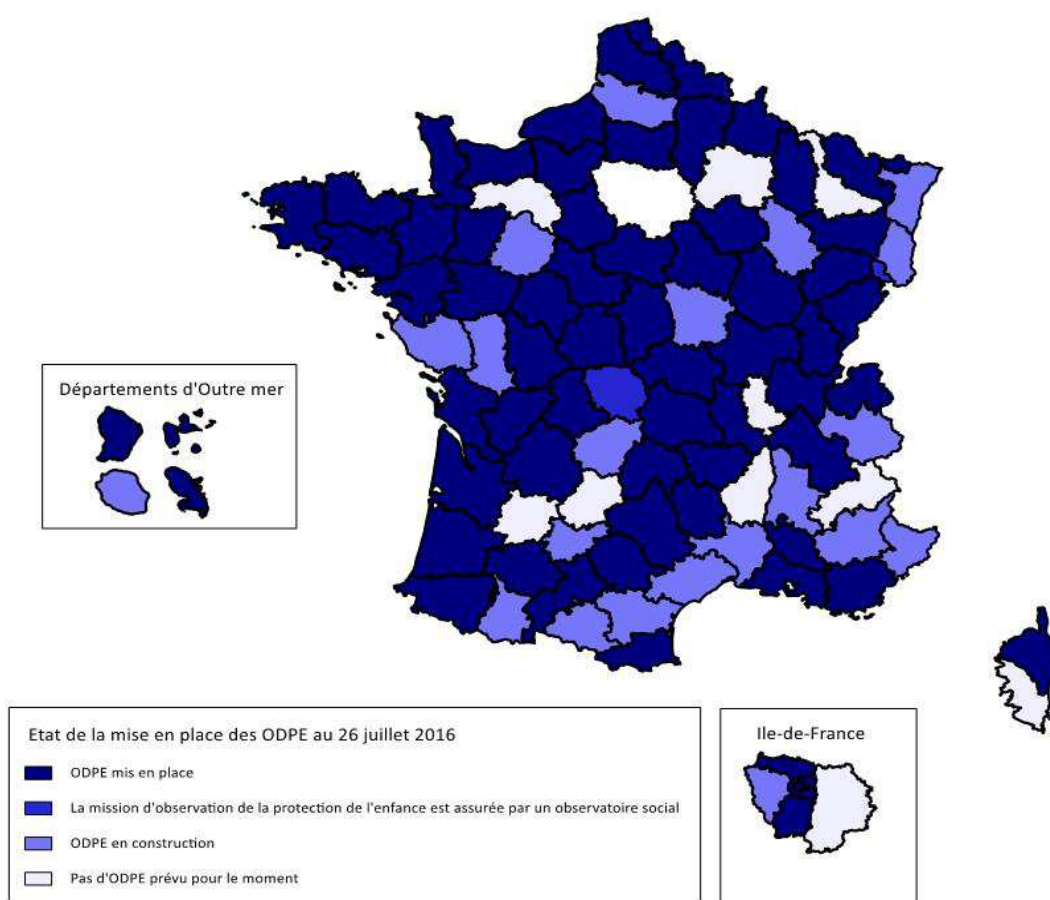 Départements d'Outre mer
Etat de la mise en place des ODPE au 26 juillet 2016
ODPE mis en place
La mission d'observation de la protection de l'enfance est assurée par un observatoire social
ODPE en construction
Pas d'ODPE prévu pour le moment
Ile-de-France